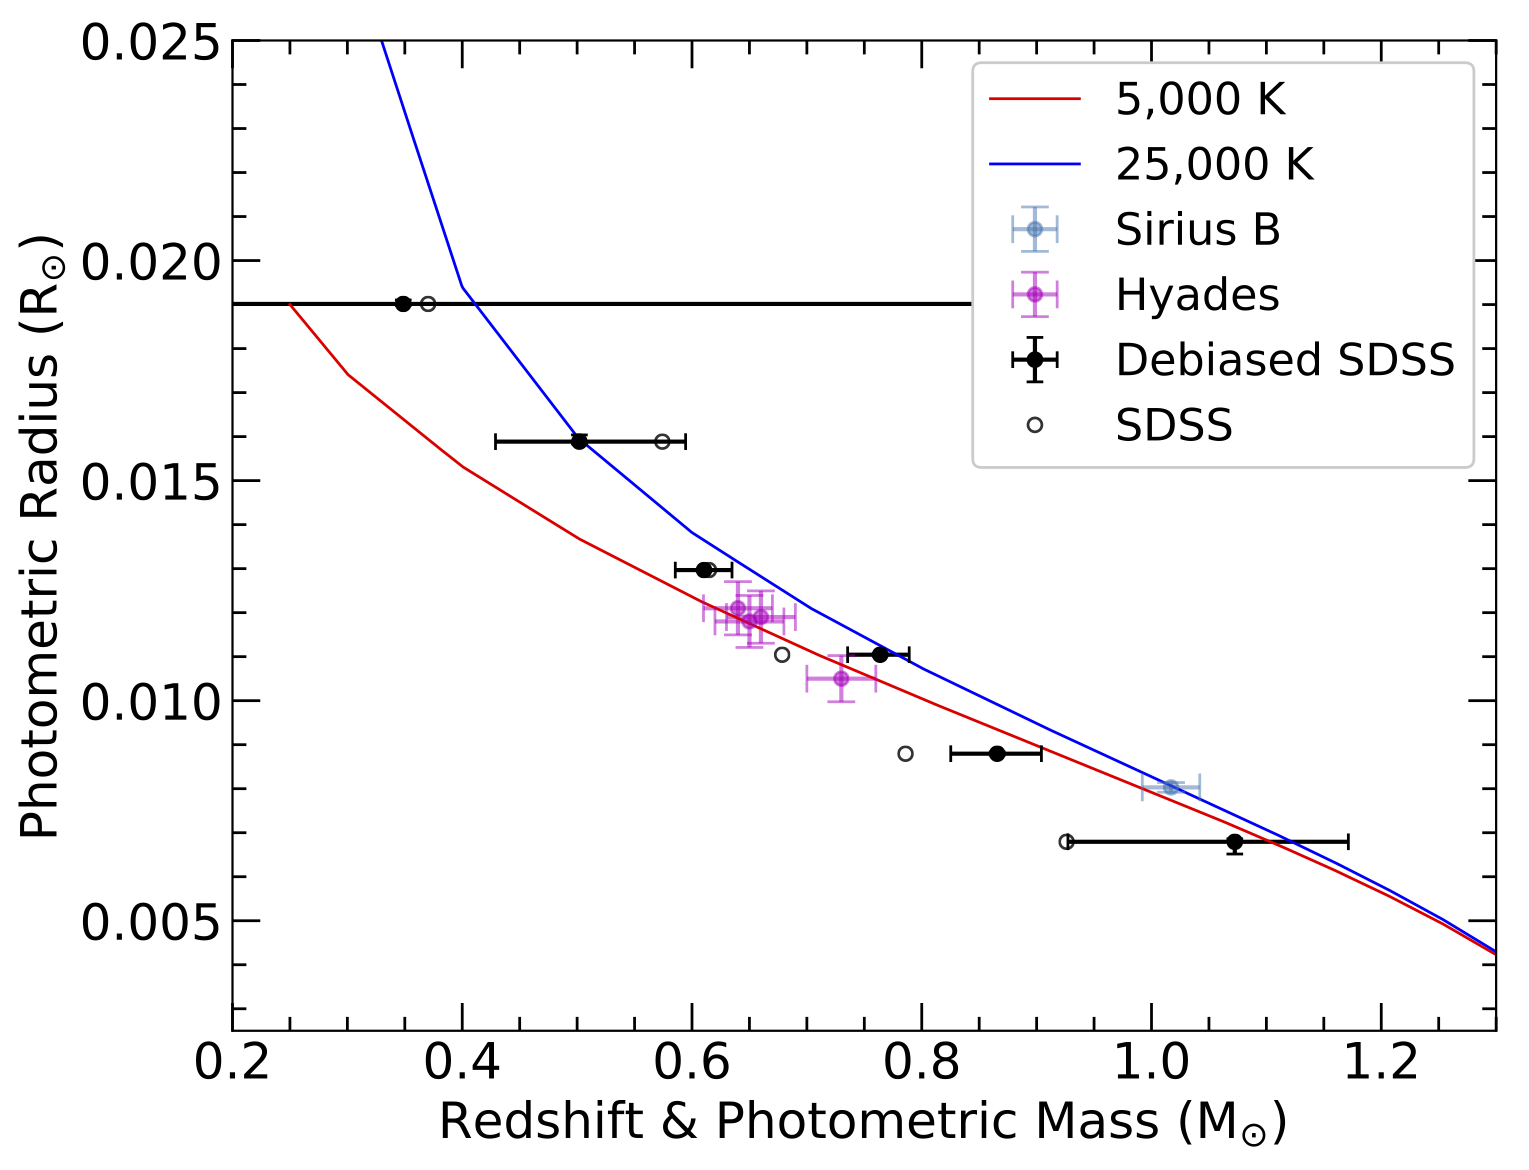 0.025
0.020
0.015
0.010
0.005
Photometric Radius (R☉)
5,000 K
25,000 K
Sirius B
Hyades
Debiased SDSS
SDSS
0.2 0.4 0.6 0.8 1.0 1.2
Redshift & Photometric Mass (M☉)